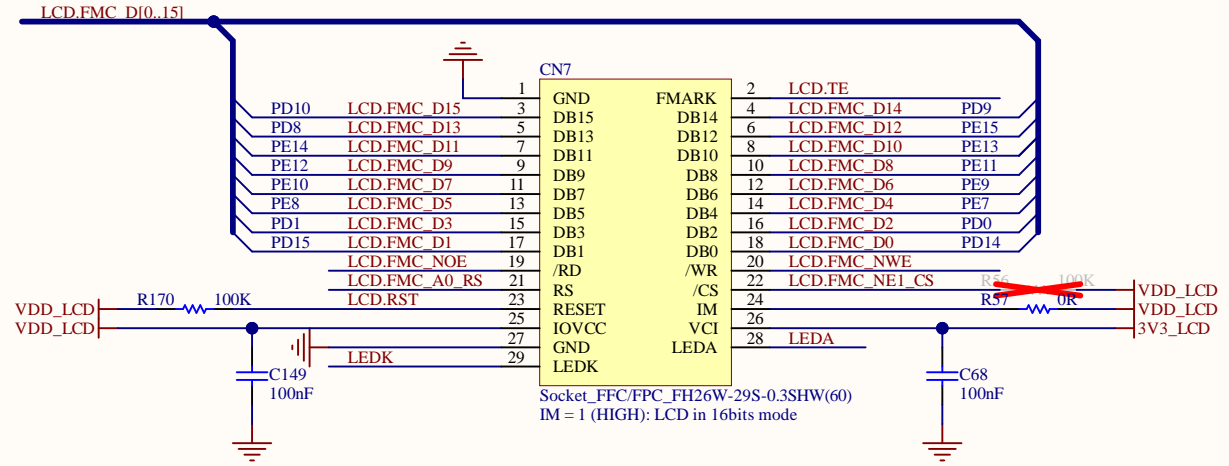 LCD.FMC_D[0..15]
CN7
1 GND FMARK 2 LCD.TE
PD10 LCD.FMC_D15 3 DB15 DB14 4 LCD.FMC_D14 PD9
PD8 LCD.FMC_D13 5 DB13 DB12 6 LCD.FMC_D12 PE15
PE14 LCD.FMC_D11 7 DB11 DB10 8 LCD.FMC_D10 PE13
PE12 LCD.FMC_D9 9 DB9 DB8 10 LCD.FMC_D8 PE11
PE10 LCD.FMC_D7 11 DB7 DB6 12 LCD.FMC_D6 PE9
PE8 LCD.FMC_D5 13 DB5 DB4 14 LCD.FMC_D4 PE7
PD1 LCD.FMC_D3 15 DB3 DB2 16 LCD.FMC_D2 PD0
PD15 LCD.FMC_D1 17 DB1 DB0 18 LCD.FMC_D0 PD14
LCD.FMC_NOE 19 /RD /WR 20 LCD.FMC_NWE
LCD.FMC_A0_RS 21 RS /CS 22 LCD.FMC_NE1_CS R56 100K VDD_LCD
VDD_LCD R170 100K LCD.RST 23 RESET IM 24 R57 0R VDD_LCD
VDD_LCD 25 IOVCC VCI 26 3V3_LCD
27 GND LEDA 28 LEDA
LEDK 29 LEDK
C149
100nF
C68
100nF
Socket_FFC/FPC_FH26W-29S-0.3SHW(60)
IM = 1 (HIGH): LCD in 16bits mode